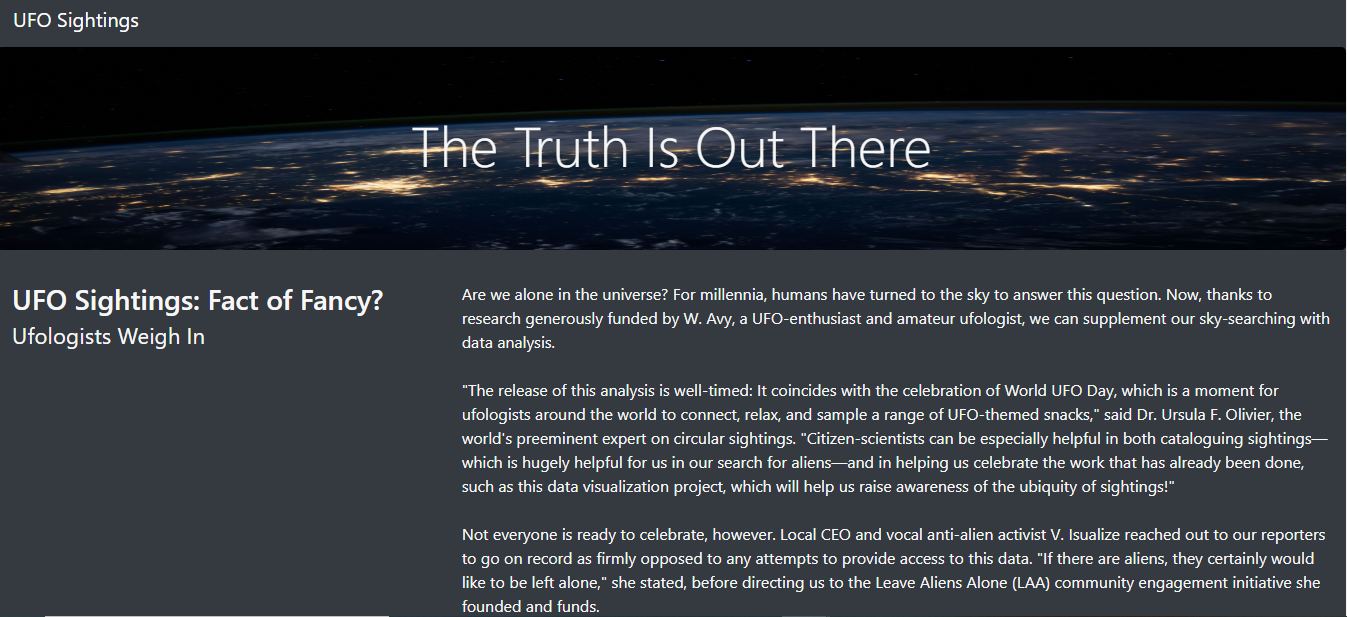 UFO Sightings
The Truth Is Out There
UFO Sightings: Fact of Fancy?
Ufologists Weigh In
Are we alone in the universe? For millennia, humans have turned to the sky to answer this question. Now, thanks to
research generously funded by W. Avy, a UFO-enthusiast and amateur ufologist, we can supplement our sky-searching with
data analysis.
"The release of this analysis is well-timed: It coincides with the celebration of World UFO Day, which is a moment for
ufologists around the world to connect, relax, and sample a range of UFO-themed snacks," said Dr. Ursula F. Olivier, the
world's preeminent expert on circular sightings. "Citizen-scientists can be especially helpful in both cataloguing sightings—
which is hugely helpful for us in our search for aliens—and in helping us celebrate the work that has already been done,
such as this data visualization project, which will help us raise awareness of the ubiquity of sightings!"
Not everyone is ready to celebrate, however. Local CEO and vocal anti-alien activist V. Isualize reached out to our reporters
to go on record as firmly opposed to any attempts to provide access to this data. "If there are aliens, they certainly would
like to be left alone," she stated, before directing us to the Leave Aliens Alone (LAA) community engagement initiative she
founded and funds.